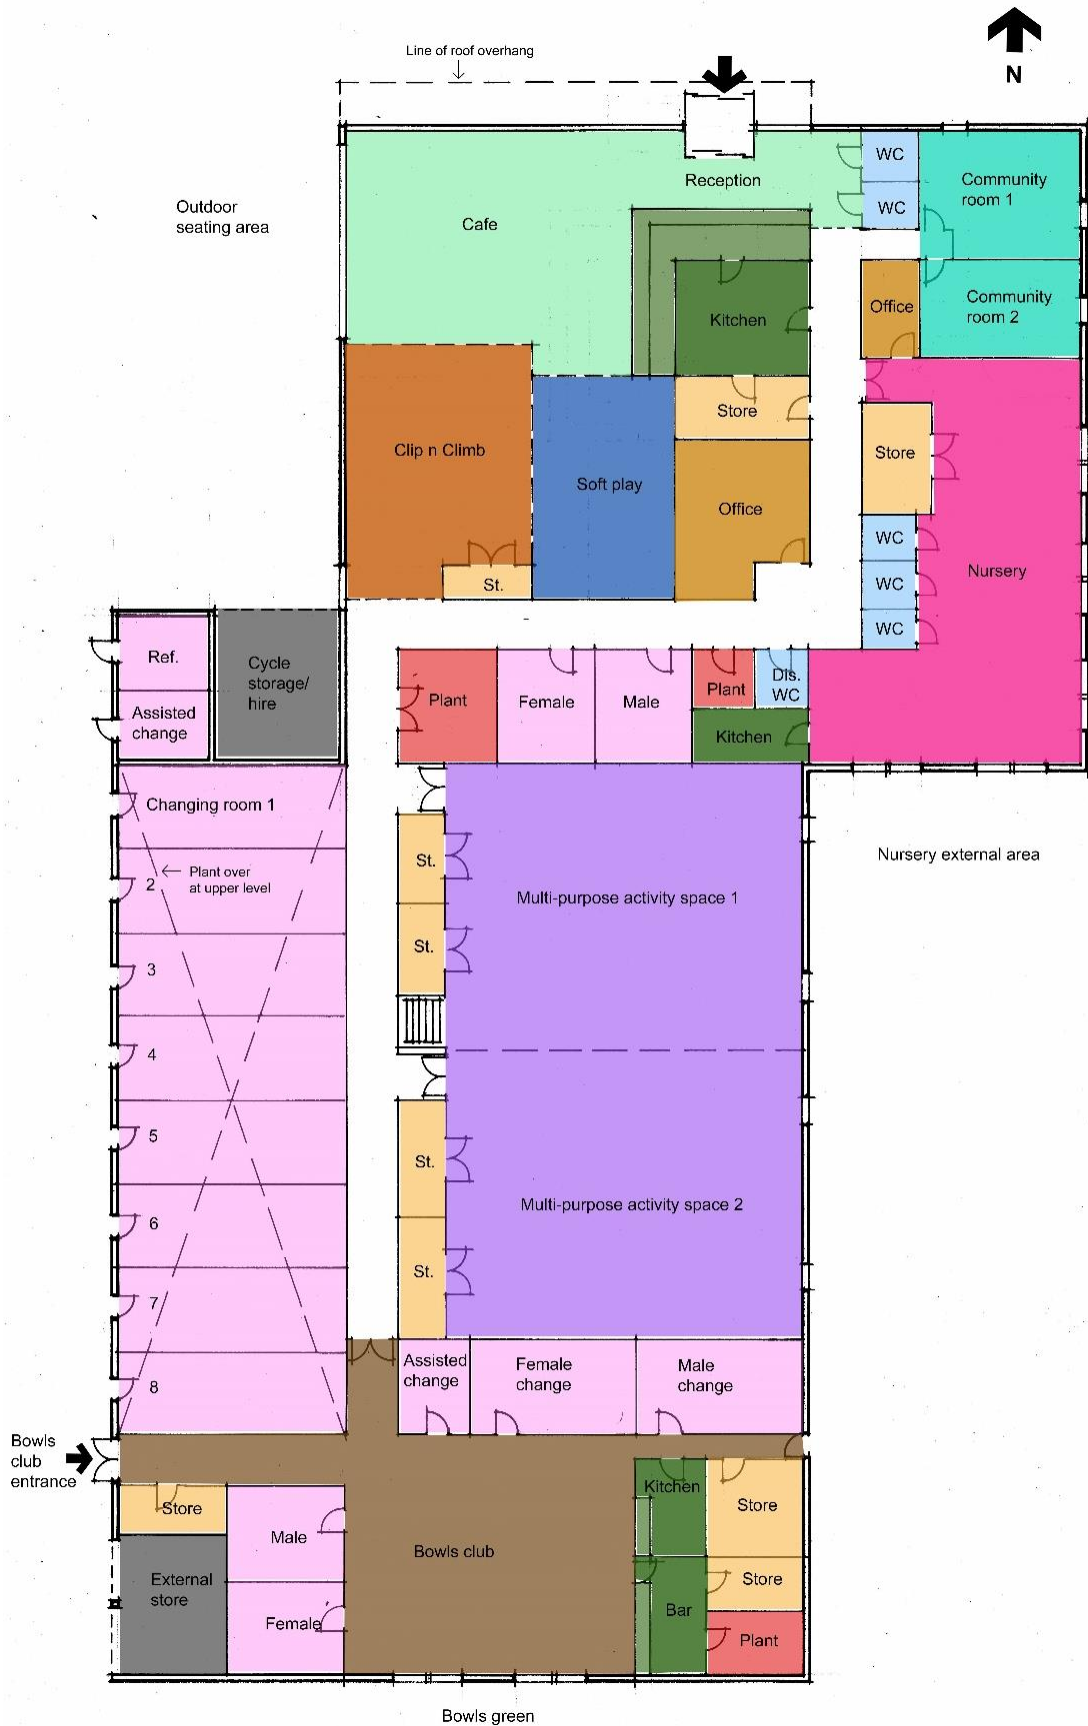 Line of roof overhang
N
WC
Reception
Community
room 1
Outdoor
seating area
WC
Cafe
Office
Community
room 2
Kitchen
Store
Clip n Climb
Store
Soft play
Office
WC
Nursery
WC
St.
WC
Ref.
Cycle
storage/
hire
Assisted
change
Plant
Female
Male
Plant
Dis.
WC
Kitchen
Changing room 1
Nursery external area
St.
Plant over
at upper level
2
Multi-purpose activity space 1
St.
3
4
5
St.
Multi-purpose activity space 2
6
St.
7
Assisted
change
Female
change
Male
change
8
Bowls
club
entrance
Kitchen
Store
Store
Male
Bowls club
External
store
Store
Female
Bar
Plant
Bowls green